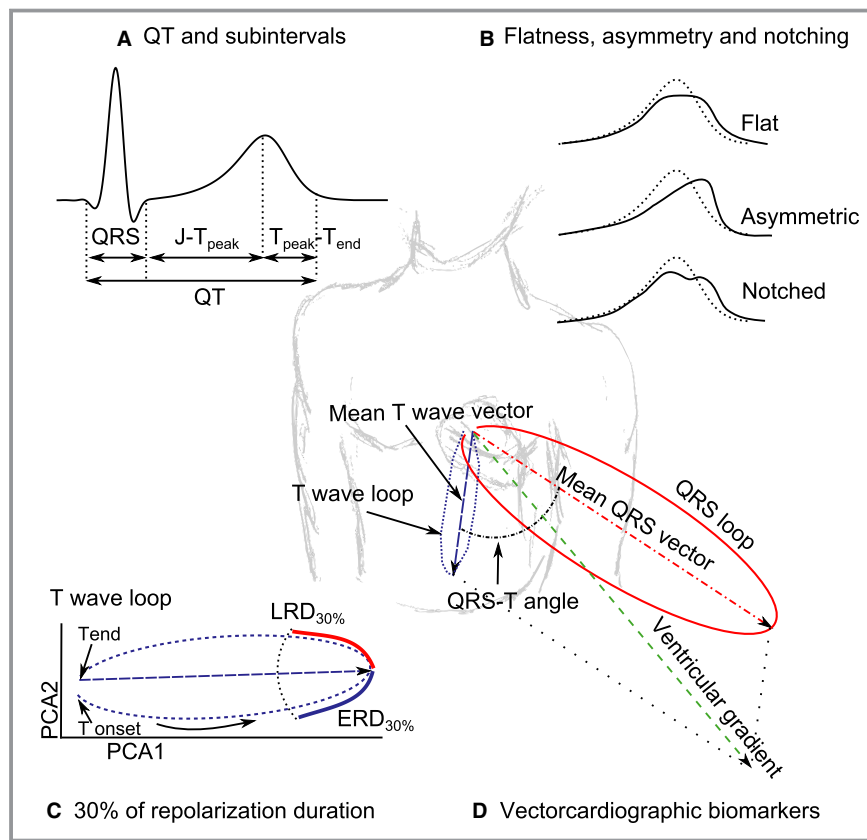 A QT and subintervals
QRS
J-Tpeak
Tpeak-Tend
QT
B Flatness, asymmetry and notching
Flat
Asymmetric
Notched
Mean T wave vector
T wave loop
QRS-T angle
Mean QRS vector
QRS loop
Ventricular gradient
T wave loop
Tend
Tonset
LRD30%
ERD30%
PCA2
PCA1
C 30% of repolarization duration
D Vectorcardiographic biomarkers